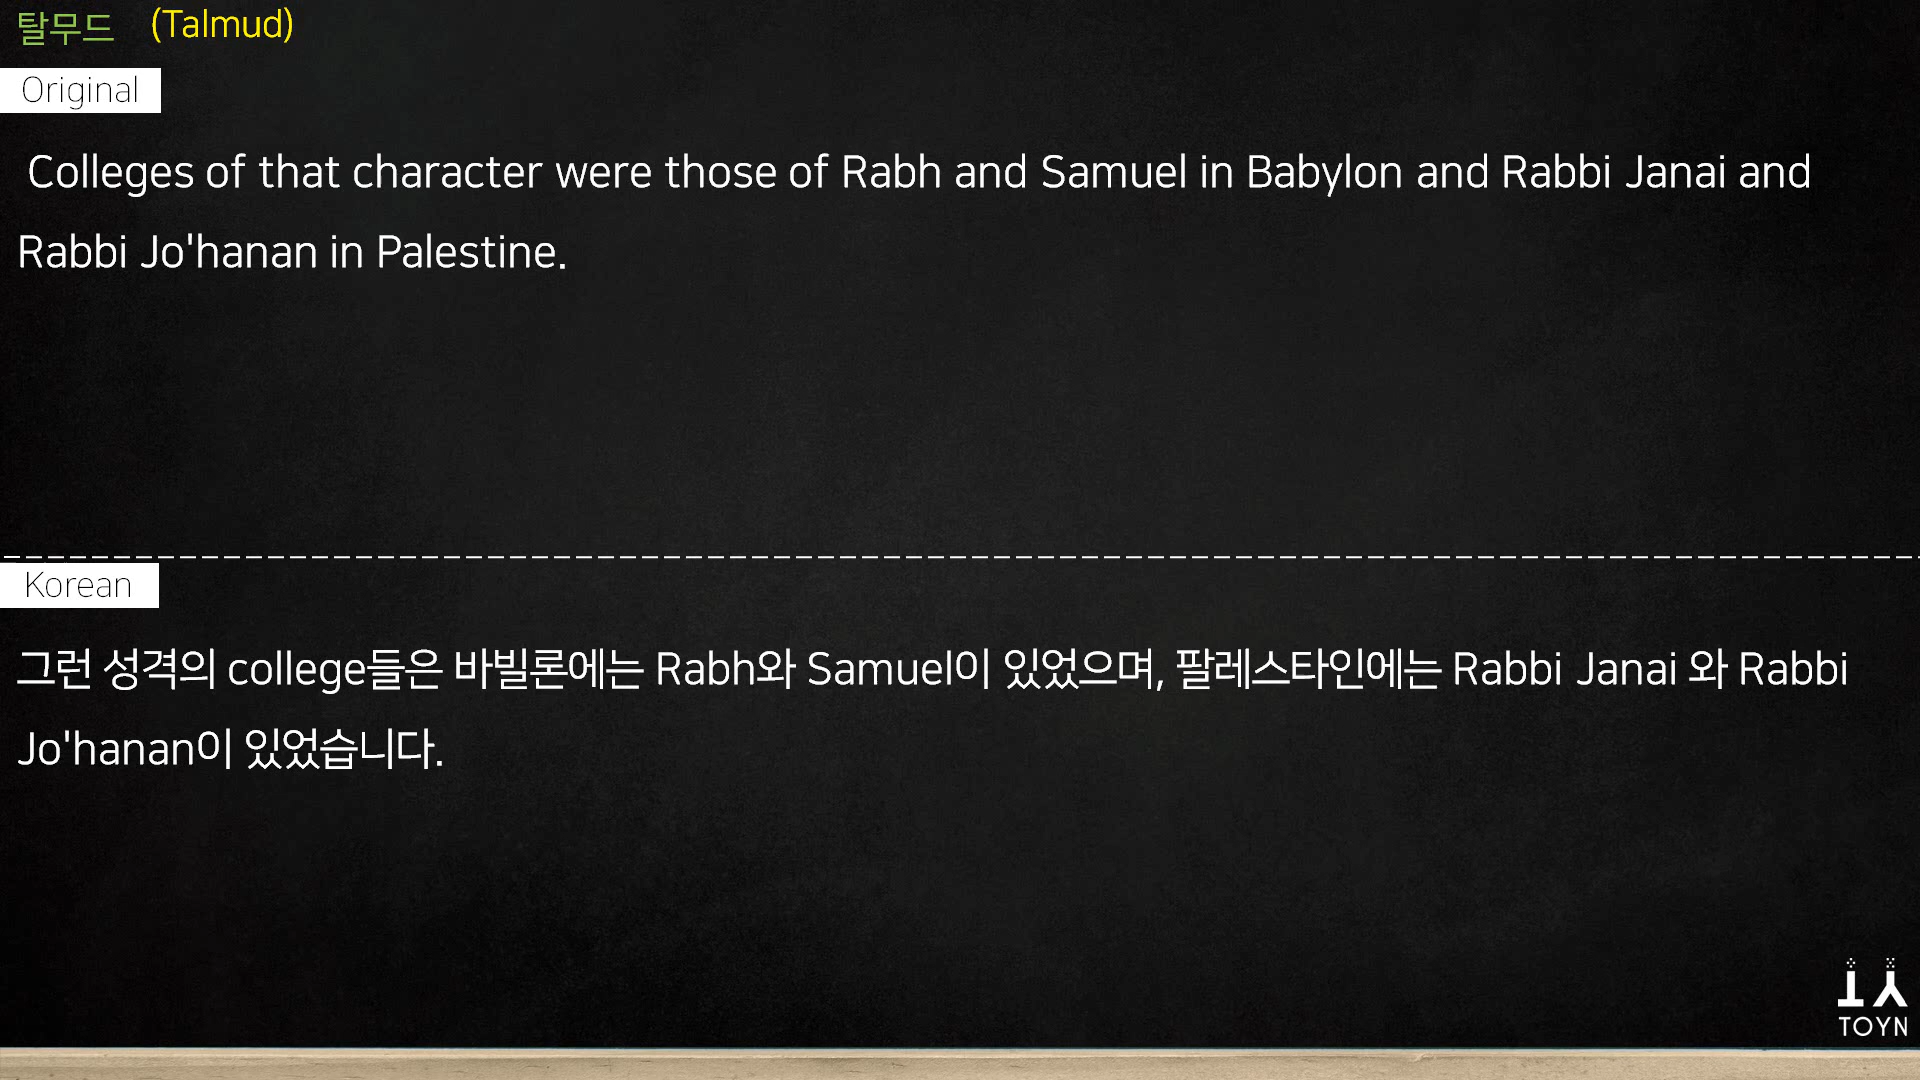 탈무드 (Talmud)
Original
Colleges of that character were those of Rabh and Samuel in Babylon and Rabbi Janai and
Rabbi Jo'hanan in Palestine.
Korean
그런 성격의 college들은 바빌론에는 Rabh와 Samuel이 있었으며, 팔레스타인에는 Rabbi Janai 와 Rabbi
Jo'hanan이 있었습니다.
TOYN